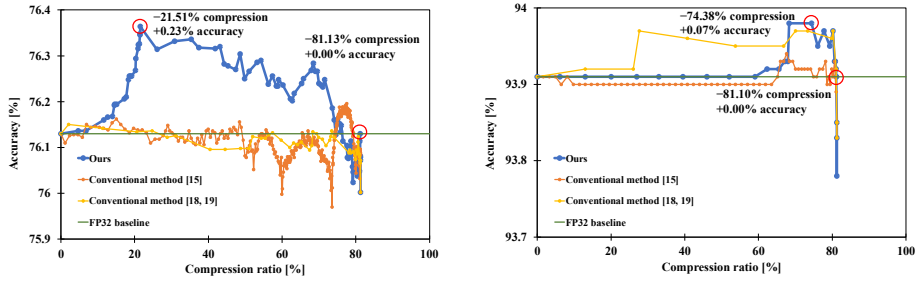 76.4
76.3
76.2
76.1
76
75.9
Accuracy [%]
−21.51% compression
+0.23% accuracy
−81.13% compression
+0.00% accuracy
Ours
Conventional method [15]
Conventional method [18, 19]
FP32 baseline
0 20 40 60 80 100
Compression ratio [%]
94
93.9
93.8
93.7
Accuracy [%]
−74.38% compression
+0.07% accuracy
−81.10% compression
+0.00% accuracy
Ours
Conventional method [15]
Conventional method [18, 19]
FP32 baseline
0 20 40 60 80 100
Compression ratio [%]